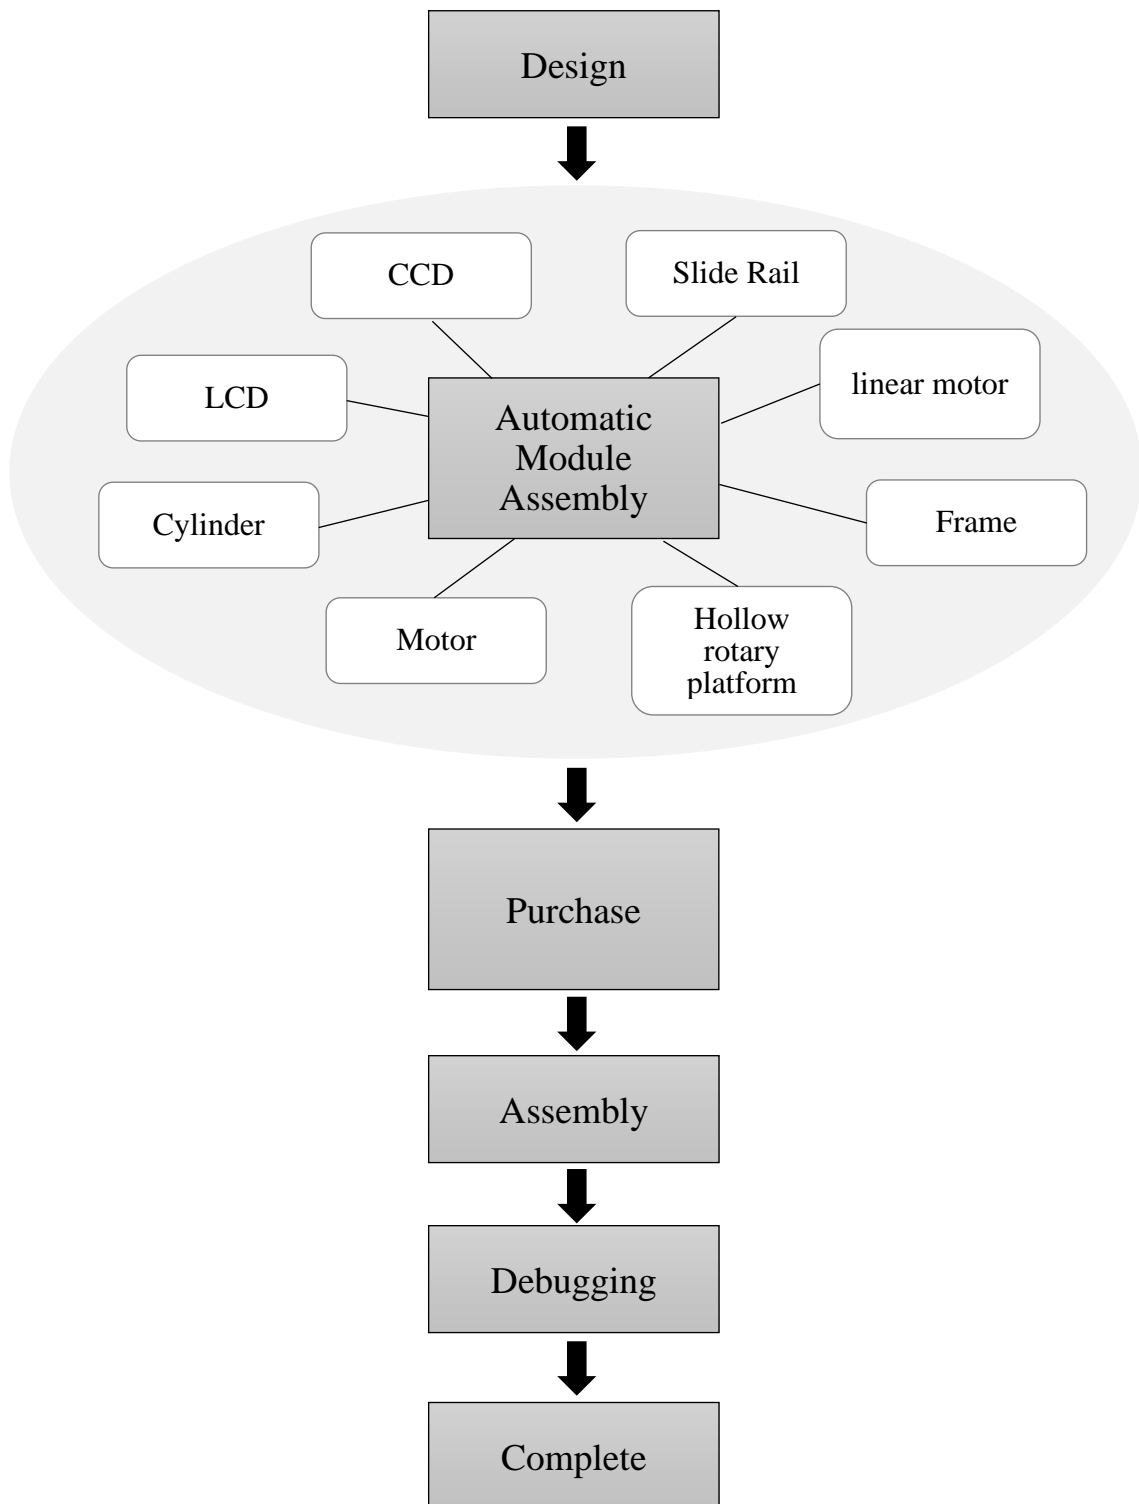 Design
CCD
Slide Rail
linear motor
LCD
Automatic
Module
Assembly
Cylinder
Frame
Motor
Hollow
rotary
platform
Purchase
Assembly
Debugging
Complete